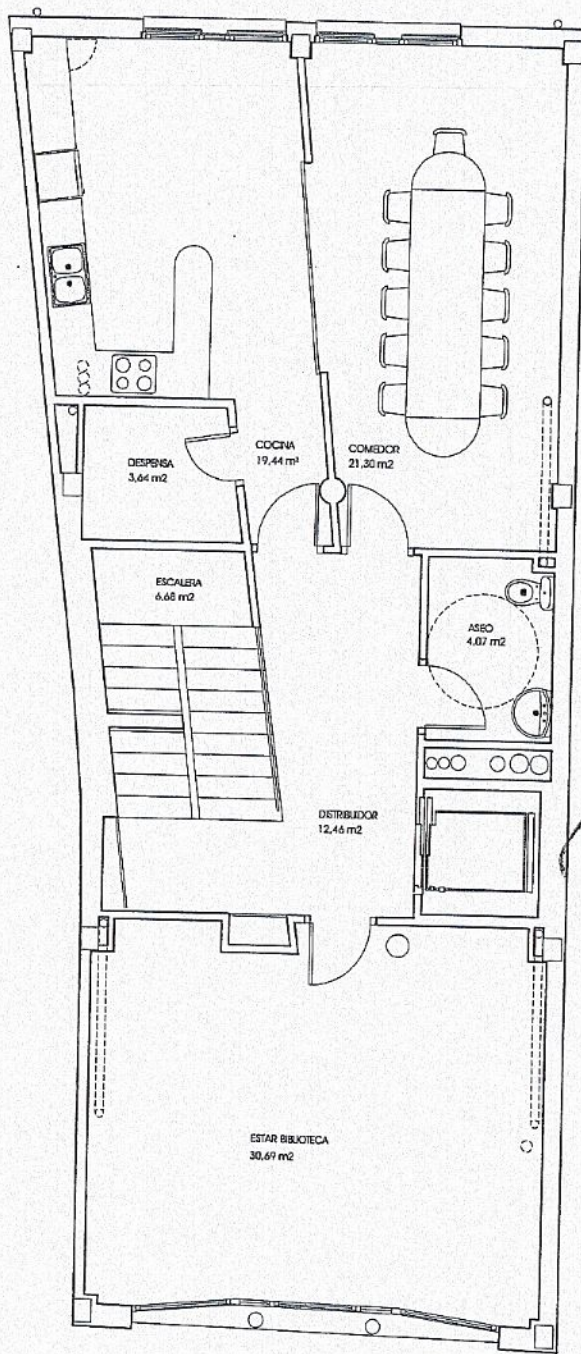 COCINA
19,44 m²
COMEDOR
21,30 m2
DESPENSA
3,64 m2
ESCALERA
6,68 m2
ASEO
4,07 m2
DISTRIBUIDOR
12,46 m2
ESTAR BIBLIOTECA
30,69 m2